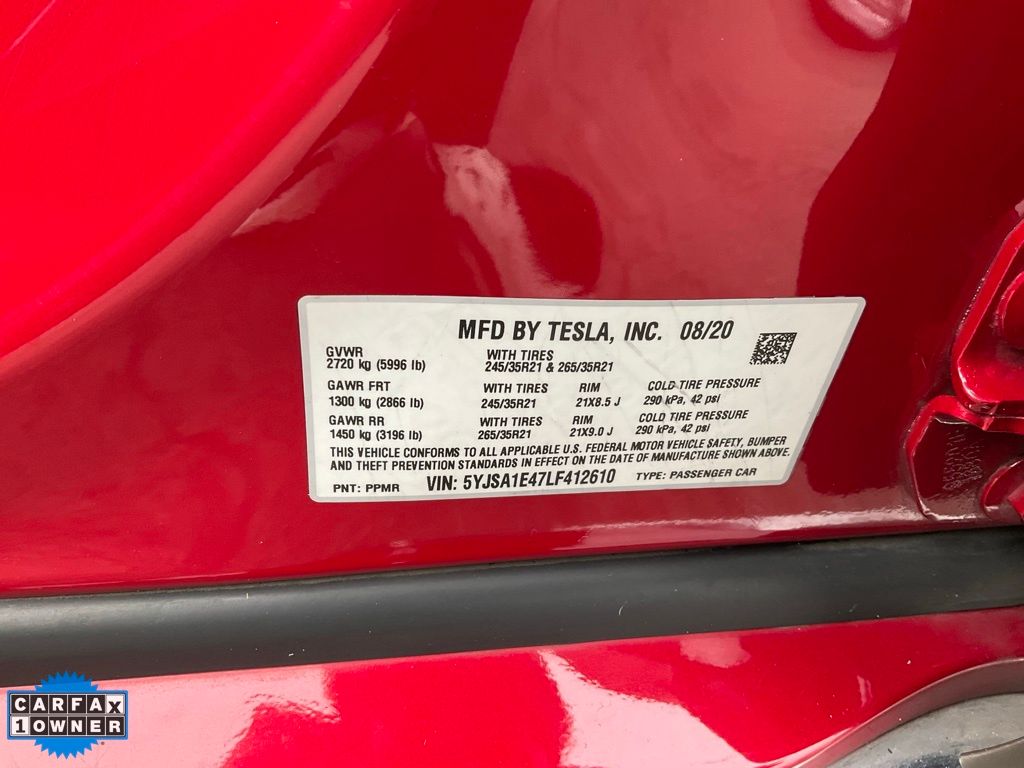 MFD BY TESLA, INC. 08/20
GVWR WITH TIRES
2720 kg (5996 lb) 245/35R21 & 265/35R21
GAWR FRT WITH TIRES RIM COLD TIRE PRESSURE
1300 kg (2866 lb) 245/35R21 21X8.5 J 290 kPa, 42 psi
GAWR RR WITH TIRES RIM COLD TIRE PRESSURE
1450 kg (3196 lb) 265/35R21 21X9.0 J 290 kPa, 42 psi
THIS VEHICLE CONFORMS TO ALL APPLICABLE U.S. FEDERAL MOTOR VEHICLE SAFETY, BUMPER
AND THEFT PREVENTION STANDARDS IN EFFECT ON THE DATE OF MANUFACTURE SHOWN ABOVE.
PNT: PPMR VIN: 5YJSA1E47LF412610 TYPE: PASSENGER CAR
CARFAX
1 OWNER